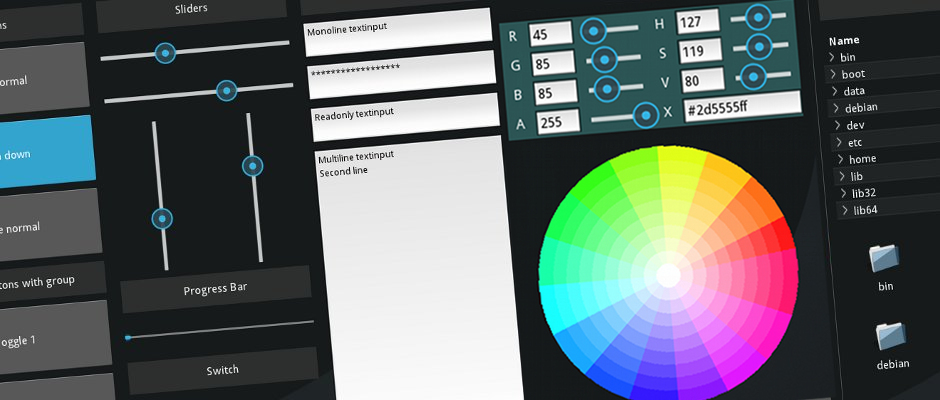 ns
ormal
down
e normal
tons with group
oggle 1
Sliders
Progress Bar
Switch
Monoline textinput
******************
Readonly textinput
Multiline textinput
Second line
R 45 H 127
G 85 S 119
B 85 V 80
A 255 X #2d5555ff
Name
bin
boot
data
debian
dev
etc
home
lib
lib32
lib64
bin
debian